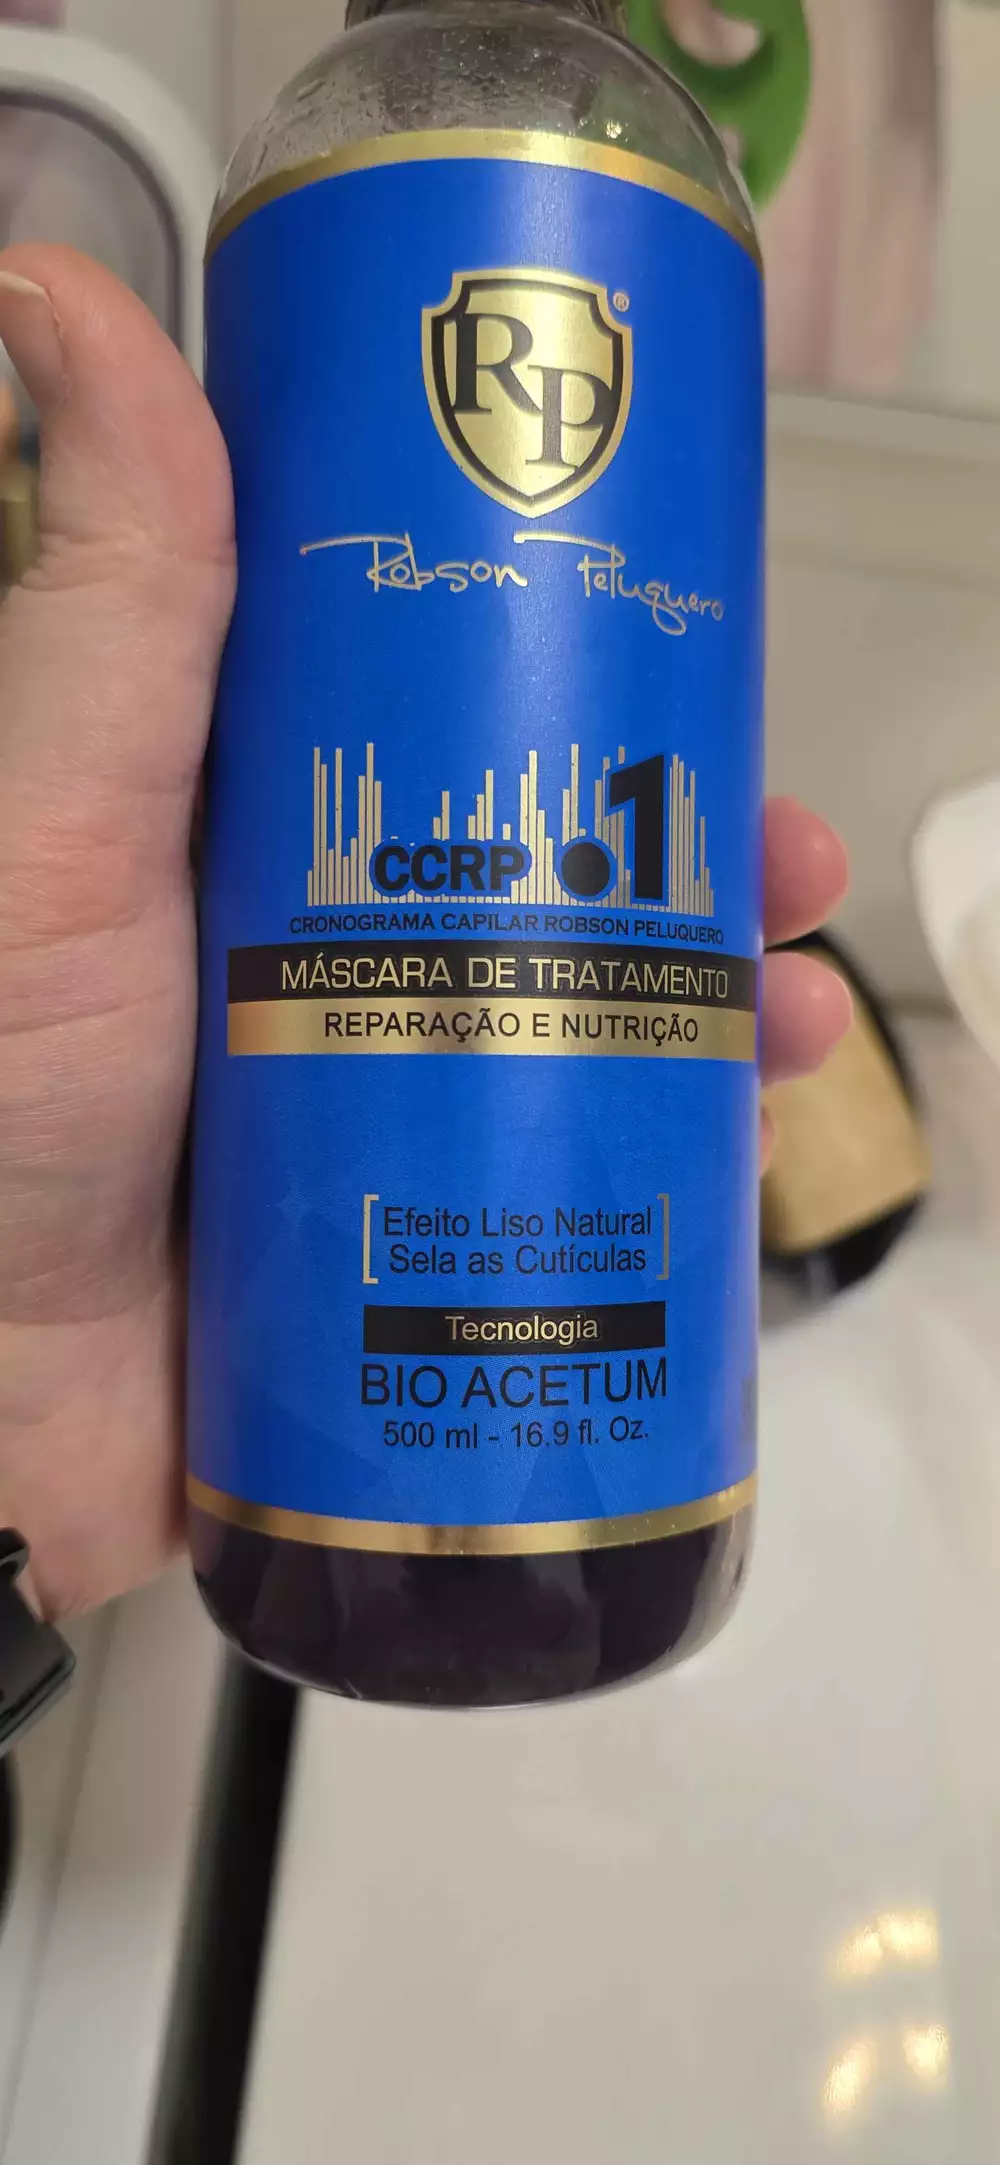 RP®
Robson Peluquero
CCRP.1
CRONOGRAMA CAPILAR ROBSON PELUQUERO
MÁSCARA DE TRATAMENTO
REPARAÇÃO E NUTRIÇÃO
Efeito Liso Natural
Sela as Cutículas
Tecnologia
BIO ACETUM
500 ml - 16.9 fl. Oz.